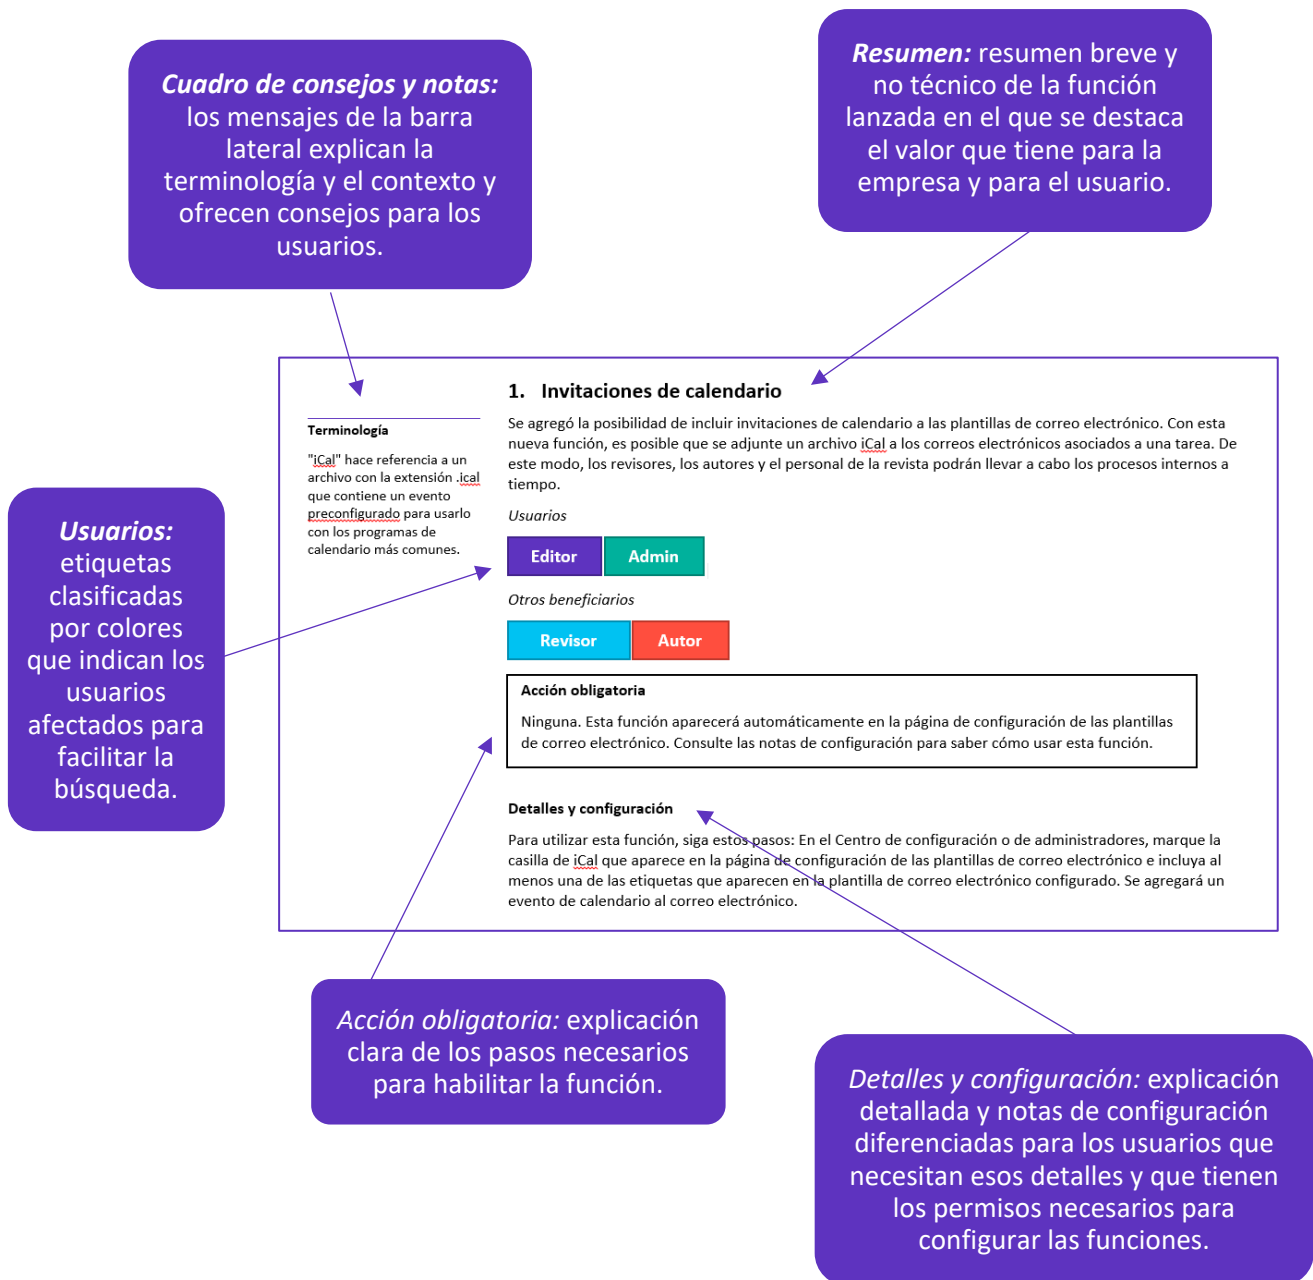 Cuadro de consejos y notas:
los mensajes de la barra
lateral explican la
terminología y el contexto y
ofrecen consejos para los
usuarios.
Resumen: resumen breve y
no técnico de la función
lanzada en el que se destaca
el valor que tiene para la
empresa y para el usuario.
Usuarios:
etiquetas
clasificadas
por colores
que indican los
usuarios
afectados para
facilitar la
búsqueda.
Terminología
"iCal" hace referencia a un
archivo con la extensión .ical
que contiene un evento
preconfigurado para usarlo
con los programas de
calendario más comunes.
1. Invitaciones de calendario
Se agregó la posibilidad de incluir invitaciones de calendario a las plantillas de correo electrónico. Con esta
nueva función, es posible que se adjunte un archivo iCal a los correos electrónicos asociados a una tarea. De
este modo, los revisores, los autores y el personal de la revista podrán llevar a cabo los procesos internos a
tiempo.
Usuarios
Editor Admin
Otros beneficiarios
Revisor Autor
Acción obligatoria
Ninguna. Esta función aparecerá automáticamente en la página de configuración de las plantillas
de correo electrónico. Consulte las notas de configuración para saber cómo usar esta función.
Detalles y configuración
Para utilizar esta función, siga estos pasos: En el Centro de configuración o de administradores, marque la
casilla de iCal que aparece en la página de configuración de las plantillas de correo electrónico e incluya al
menos una de las etiquetas que aparecen en la plantilla de correo electrónico configurado. Se agregará un
evento de calendario al correo electrónico.
Acción obligatoria: explicación
clara de los pasos necesarios
para habilitar la función.
Detalles y configuración: explicación
detallada y notas de configuración
diferenciadas para los usuarios que
necesitan esos detalles y que tienen
los permisos necesarios para
configurar las funciones.